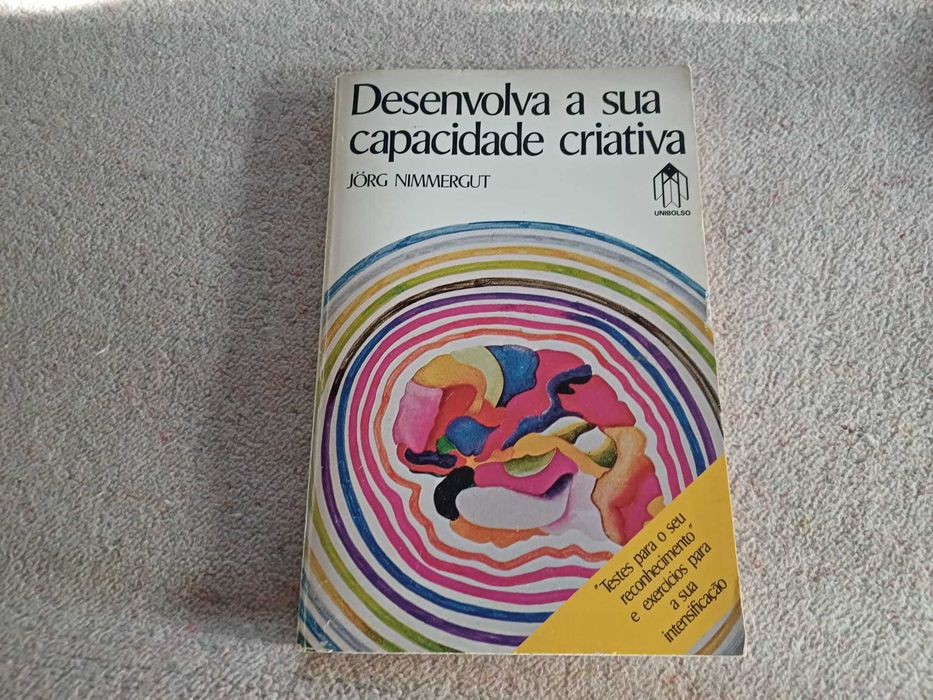 Desenvolva a sua
capacidade criativa
JÖRG NIMMERGUT
UNIBOLSO
"Testes para o seu
reconhecimento"
e exercícios para
a sua
intensificação